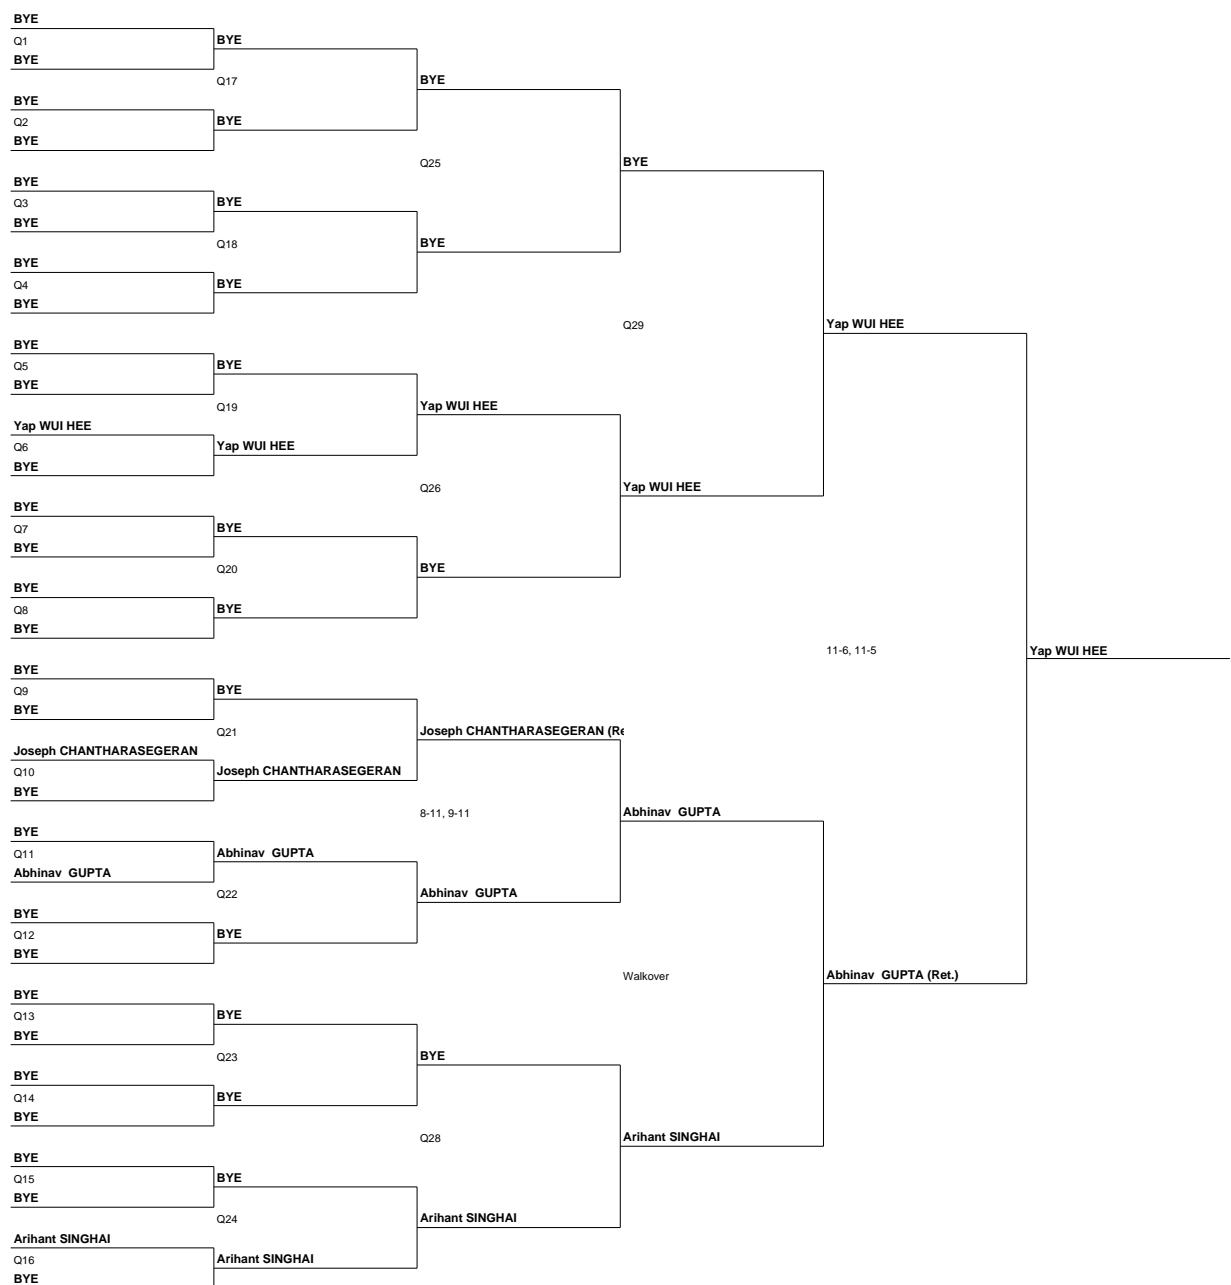 BYE
Q1
BYE
BYE
Q17
BYE
BYE
Q2
BYE
BYE
Q25
BYE
BYE
Q3
BYE
BYE
Q18
BYE
BYE
Q4
BYE
BYE
Q29
Yap WUI HEE
BYE
Q5
BYE
BYE
Q19
Yap WUI HEE
Yap WUI HEE
Q6
Yap WUI HEE
BYE
Q26
Yap WUI HEE
BYE
Q7
BYE
BYE
Q20
BYE
BYE
Q8
BYE
BYE
11-6, 11-5
Yap WUI HEE
BYE
Q9
BYE
BYE
Q21
Joseph CHANTHARASEGERAN (Re
Joseph CHANTHARASEGERAN
Q10
Joseph CHANTHARASEGERAN
BYE
8-11, 9-11
Abhinav GUPTA
BYE
Q11
Abhinav GUPTA
Abhinav GUPTA
Q22
Abhinav GUPTA
BYE
Q12
BYE
BYE
Walkover
Abhinav GUPTA (Ret.)
BYE
Q13
BYE
BYE
Q23
BYE
BYE
Q14
BYE
BYE
Q28
Arihant SINGHAI
BYE
Q15
BYE
BYE
Q24
Arihant SINGHAI
Arihant SINGHAI
Q16
Arihant SINGHAI
BYE